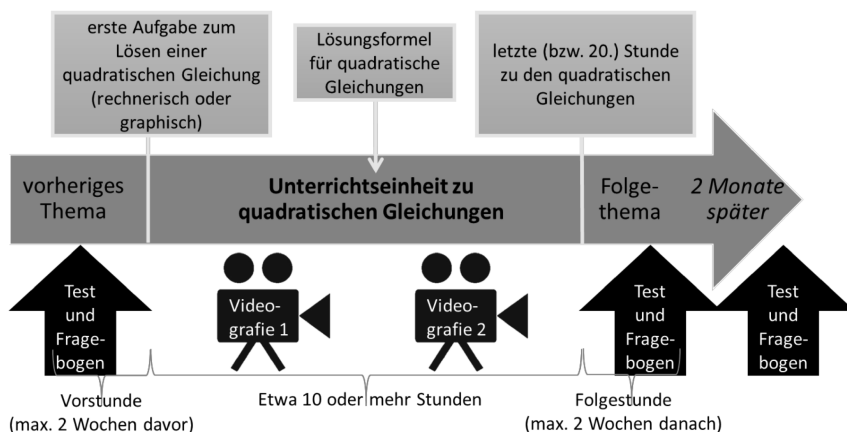 erste Aufgabe zum
Lösen einer
quadratischen Gleichung
(rechnerisch oder
graphisch)
Lösungsformel
für quadratische
Gleichungen
letzte (bzw. 20.) Stunde
zu den quadratischen
Gleichungen
vorheriges
Thema
Unterrichtseinheit zu
quadratischen Gleichungen
Folge-
thema
2 Monate
später
Test
und
Frage-
bogen
Video-
grafie 1
Video-
grafie 2
Test
und
Frage-
bogen
Test
und
Frage-
bogen
Vorstunde
(max. 2 Wochen davor)
Etwa 10 oder mehr Stunden
Folgestunde
(max. 2 Wochen danach)